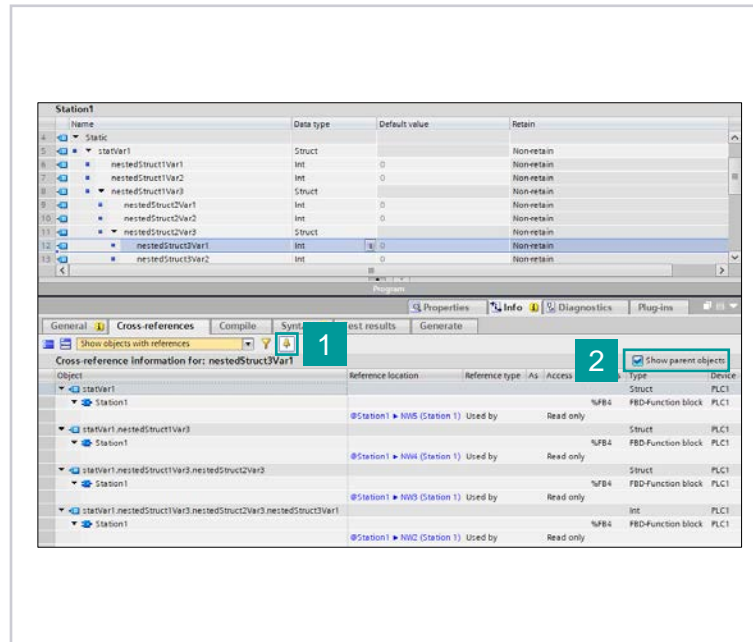 Station1
Name Data type Default value Retain
4 Static
5 statVar1 Struct Non-retain
6 nestedStruct1Var1 Int 0 Non-retain
7 nestedStruct1Var2 Int 0 Non-retain
8 nestedStruct1Var3 Struct Non-retain
9 nestedStruct2Var1 Int 0 Non-retain
10 nestedStruct2Var2 Int 0 Non-retain
11 nestedStruct2Var3 Struct Non-retain
12 nestedStruct3Var1 Int 0 Non-retain
13 nestedStruct3Var2 Int 0 Non-retain
Program
Properties Info Diagnostics Plug-ins
General Cross-references Compile Synt est results Generate
Show objects with references 1
Cross-reference information for: nestedStruct3Var1 2 Show parent objects
Object Reference location Reference type As Access s Type Device
statVar1 Struct PLC1
Station1 %FB4 FBD-Function block PLC1
@Station1 ▶ NW5 (Station 1) Used by Read only
statVar1.nestedStruct1Var3 Struct PLC1
Station1 %FB4 FBD-Function block PLC1
@Station1 ▶ NW4 (Station 1) Used by Read only
statVar1.nestedStruct1Var3.nestedStruct2Var3 Struct PLC1
Station1 %FB4 FBD-Function block PLC1
@Station1 ▶ NW3 (Station 1) Used by Read only
statVar1.nestedStruct1Var3.nestedStruct2Var3.nestedStruct3Var1 Int PLC1
Station1 %FB4 FBD-Function block PLC1
@Station1 ▶ NW2 (Station 1) Used by Read only